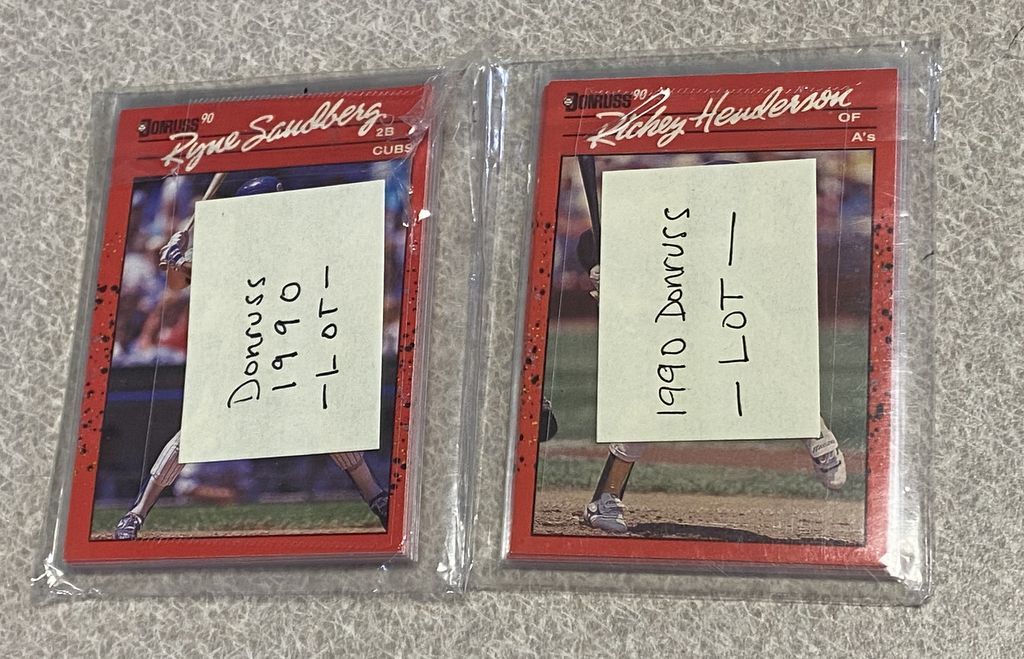 DONRUSS 90
Ryne Sandberg
2B
CUBS
Donruss
1990
- LOT -
DONRUSS 90
Rickey Henderson
OF
A's
1990 Donruss
- LOT -